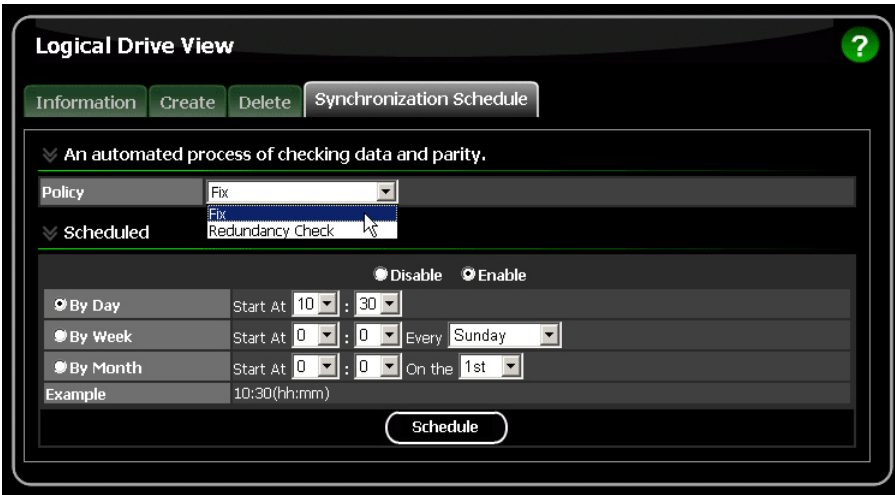 Logical Drive View ?
Information Create Delete Synchronization Schedule
An automated process of checking data and parity.
Policy Fix
Fix
Scheduled Redundancy Check
Disable Enable
By Day Start At 10 : 30
By Week Start At 0 : 0 Every Sunday
By Month Start At 0 : 0 On the 1st
Example 10:30(hh:mm)
Schedule